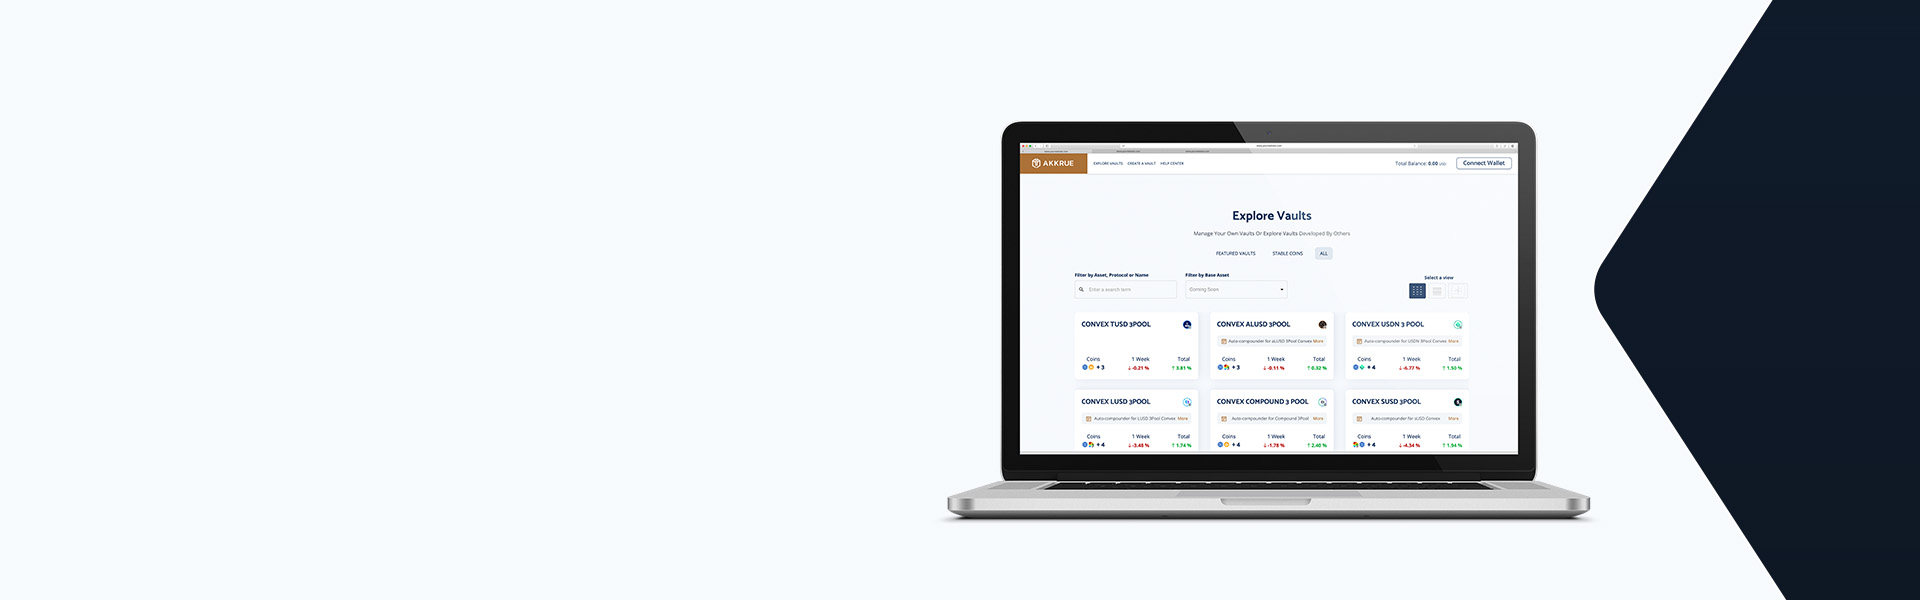 AKKRUE
EXPLORE VAULTS CREATE A VAULT HELP CENTER
Total Balance: 0.00 USD
Connect Wallet
Explore Vaults
Manage Your Own Vaults Or Explore Vaults Developed By Others
FEATURED VAULTS STABLE COINS ALL
Filter by Asset, Protocol or Name
Enter a search term
Filter by Base Asset
Coming Soon
Select a view
CONVEX TUSD 3POOL
Coins 1 Week Total
+ 3 ↓ -0.21 % ↑ 3.81 %
CONVEX ALUSD 3POOL
Auto-compounder for aLUSD 3Pool Convex More
Coins 1 Week Total
+ 3 ↓ -0.11 % ↑ 0.32 %
CONVEX USDN 3 POOL
Auto-compounder for USDN 3Pool Convex More
Coins 1 Week Total
+ 4 ↓ -4.77 % ↑ 1.50 %
CONVEX LUSD 3POOL
Auto-compounder for LUSD 3Pool Convex More
Coins 1 Week Total
+ 4 ↓ -3.48 % ↑ 1.74 %
CONVEX COMPOUND 3 POOL
Auto-compounder for Compound 3Pool More
Coins 1 Week Total
+ 4 ↓ -1.78 % ↑ 2.40 %
CONVEX SUSD 3POOL
Auto-compounder for sUSD Convex More
Coins 1 Week Total
+ 4 ↓ -4.34 % ↑ 1.94 %